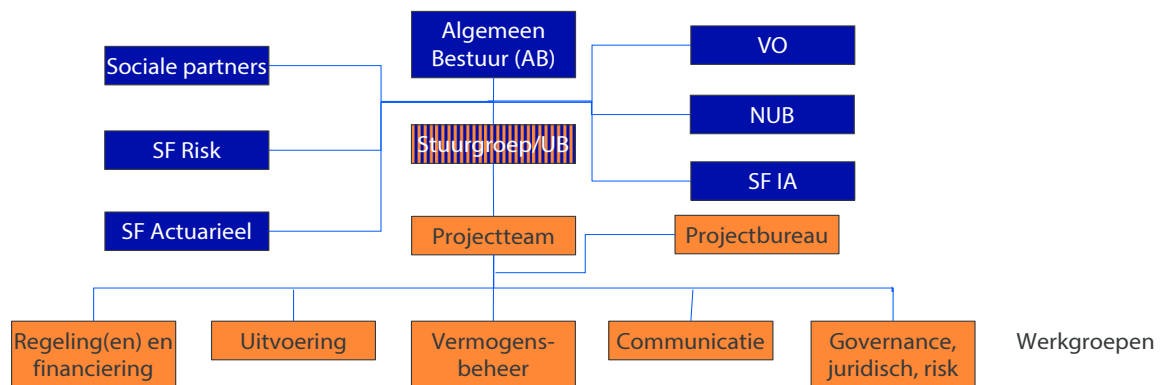 Algemeen
Bestuur (AB)
Sociale partners
VO
NUB
SF Risk
Stuurgroep/UB
SF IA
SF Actuarieel
Projectteam
Projectbureau
Regeling(en) en
financiering
Uitvoering
Vermogens-
beheer
Communicatie
Governance,
juridisch, risk
Werkgroepen